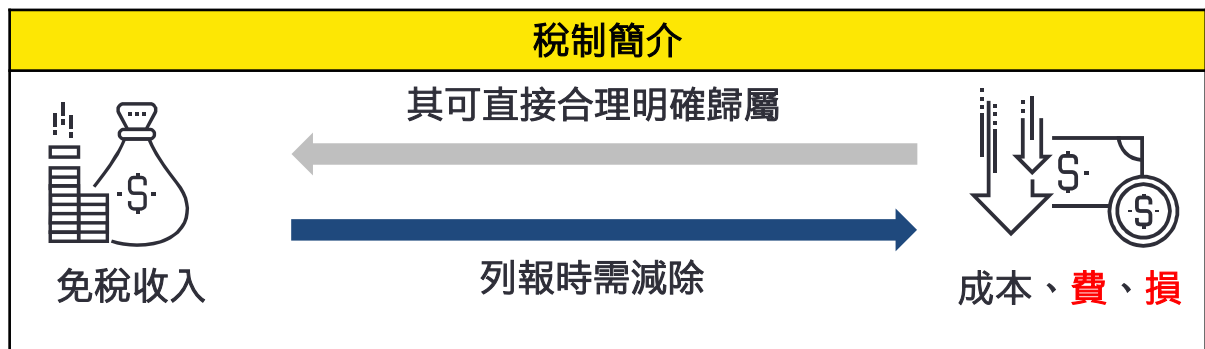 稅制簡介
其可直接合理明確歸屬
$
$
$
列報時需減除
免稅收入
成本、費、損